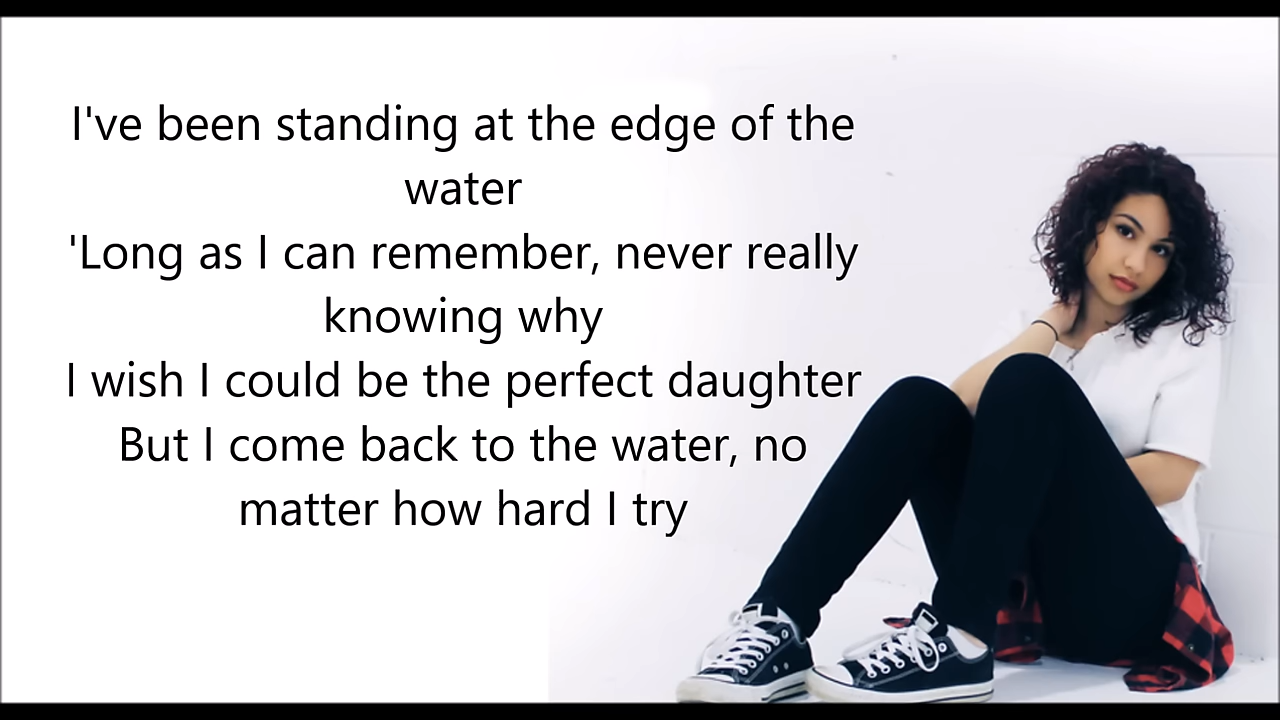 I've been standing at the edge of the
water
'Long as I can remember, never really
knowing why
I wish I could be the perfect daughter
But I come back to the water, no
matter how hard I try